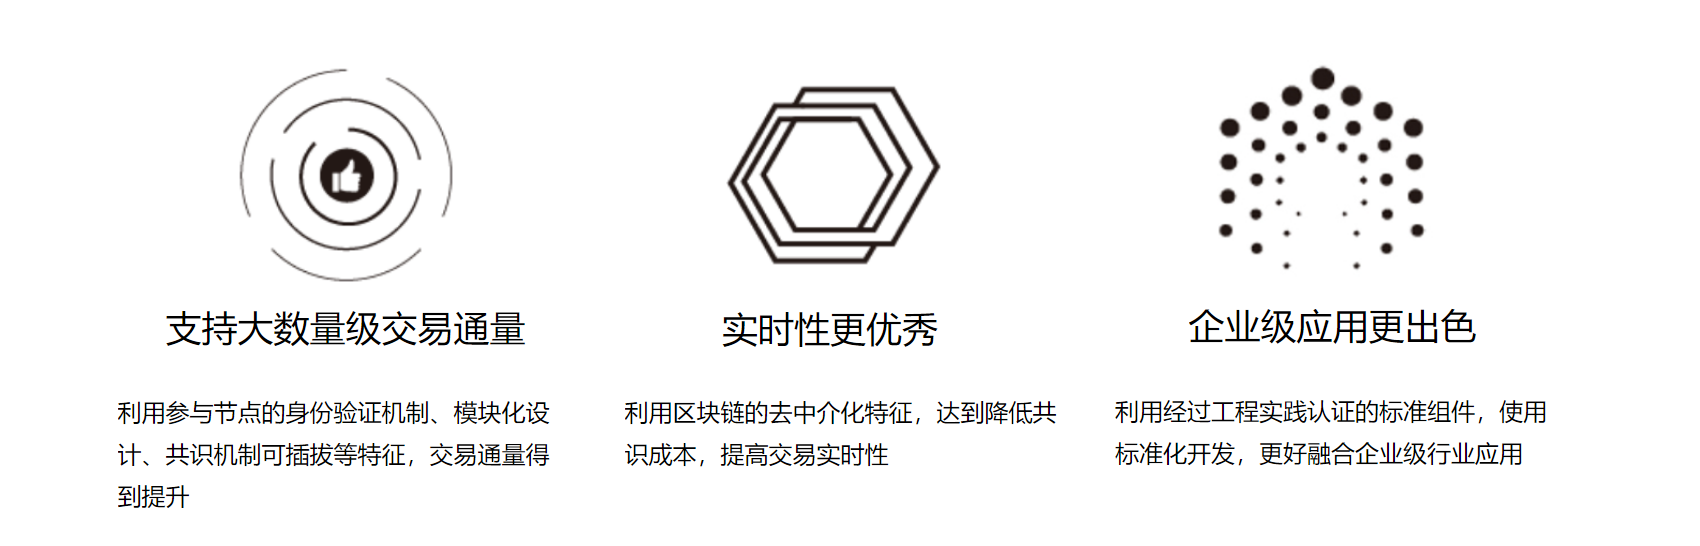 支持大数量级交易通量
利用参与节点的身份验证机制、模块化设
计、共识机制可插拔等特征，交易通量得
到提升
实时性更优秀
利用区块链的去中介化特征，达到降低共
识成本，提高交易实时性
企业级应用更出色
利用经过工程实践认证的标准组件，使用
标准化开发，更好融合企业级行业应用